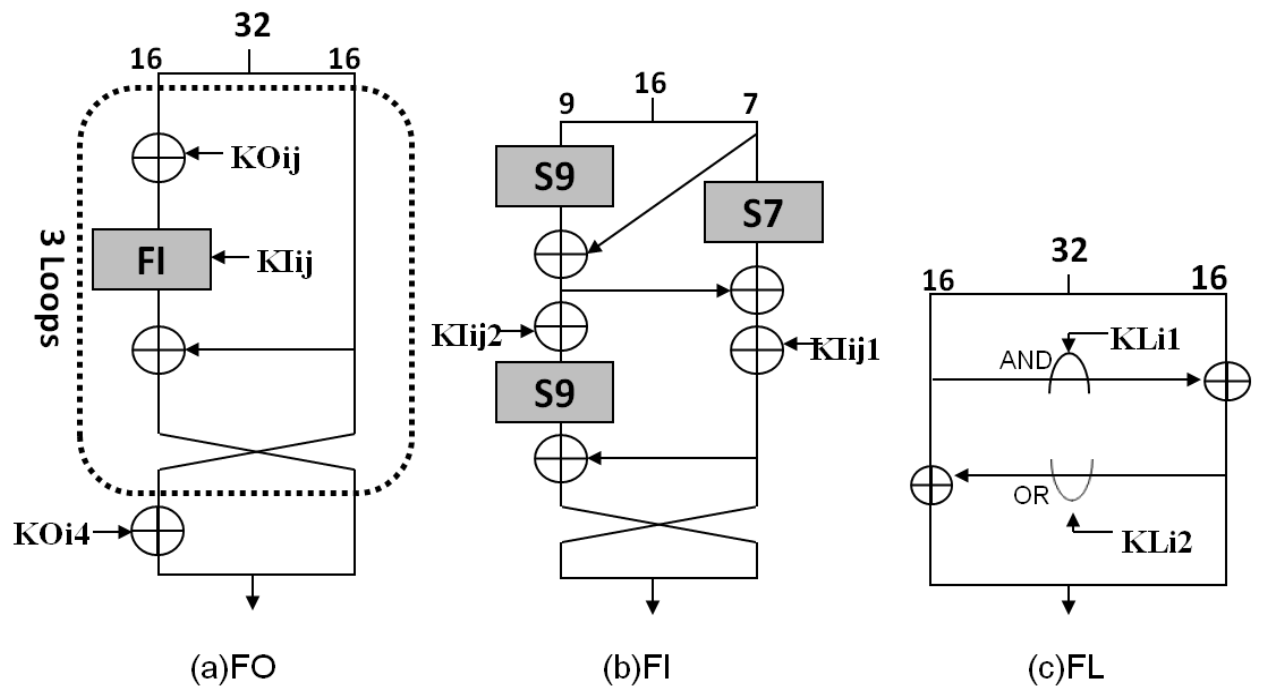 32
16 16
KOij
FI
KIij
3 Loops
KOi4
(a)FO
16
9 7
S9
S7
KIij2
KIij1
S9
(b)FI
32
16 16
KLi1
AND
OR
KLi2
(c)FL